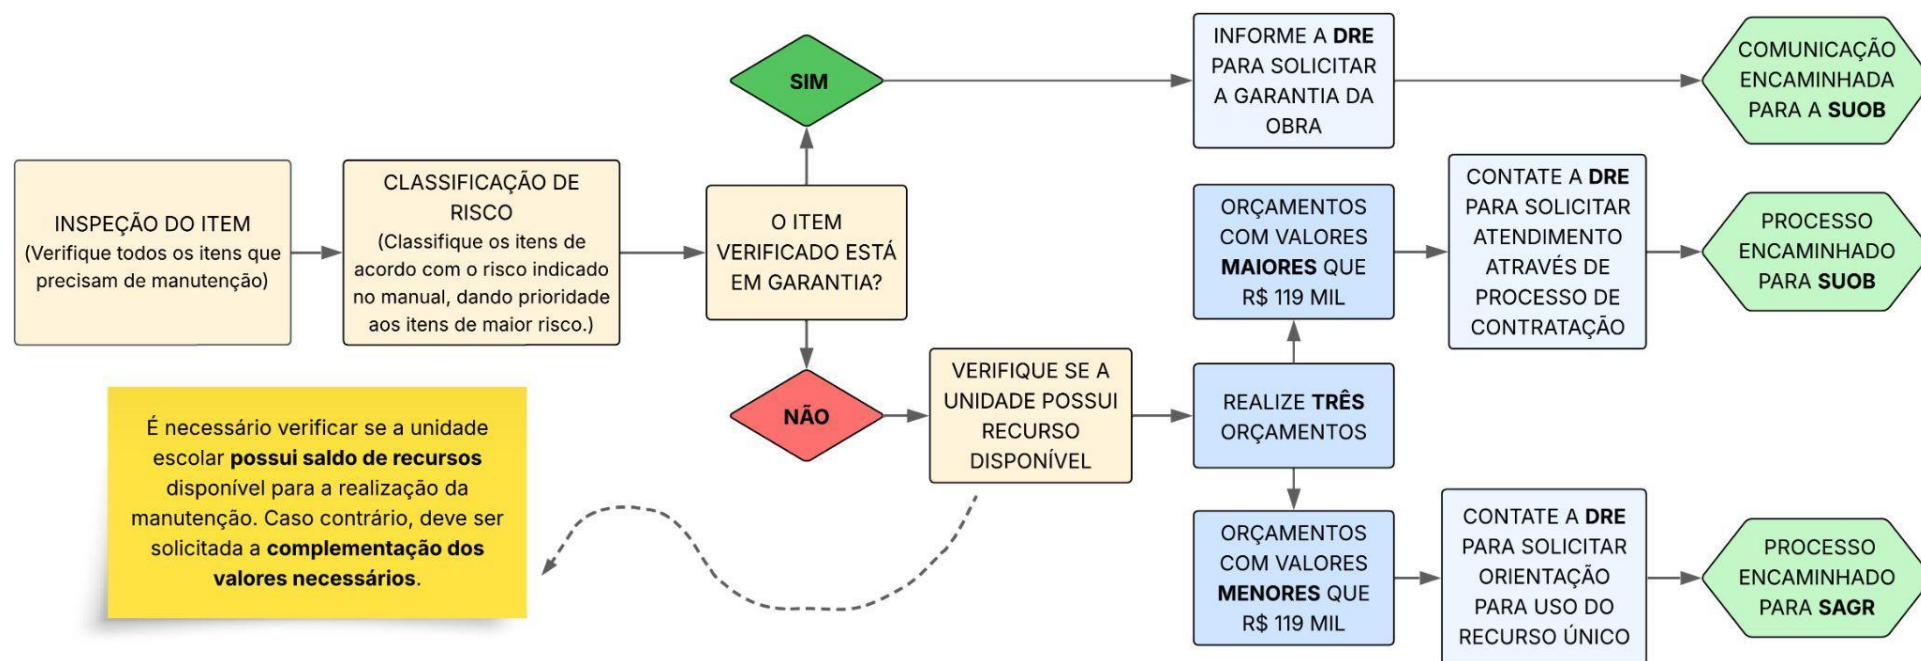 INSPEÇÃO DO ITEM
(Verifique todos os itens que
precisam de manutenção)
CLASSIFICAÇÃO DE
RISCO
(Classifique os itens de
acordo com o risco indicado
no manual, dando prioridade
aos itens de maior risco.)
O ITEM
VERIFICADO ESTÁ
EM GARANTIA?
SIM
INFORME A DRE
PARA SOLICITAR
A GARANTIA DA
OBRA
COMUNICAÇÃO
ENCAMINHADA
PARA A SUOB
NÃO
VERIFIQUE SE A
UNIDADE POSSUI
RECURSO
DISPONÍVEL
É necessário verificar se a unidade
escolar possui saldo de recursos
disponível para a realização da
manutenção. Caso contrário, deve ser
solicitada a complementação dos
valores necessários.
REALIZE TRÊS
ORÇAMENTOS
ORÇAMENTOS
COM VALORES
MAIORES QUE
R$ 119 MIL
CONTATE A DRE
PARA SOLICITAR
ATENDIMENTO
ATRAVÉS DE
PROCESSO DE
CONTRATAÇÃO
PROCESSO
ENCAMINHADO
PARA SUOB
ORÇAMENTOS
COM VALORES
MENORES QUE
R$ 119 MIL
CONTATE A DRE
PARA SOLICITAR
ORIENTAÇÃO
PARA USO DO
RECURSO ÚNICO
PROCESSO
ENCAMINHADO
PARA SAGR